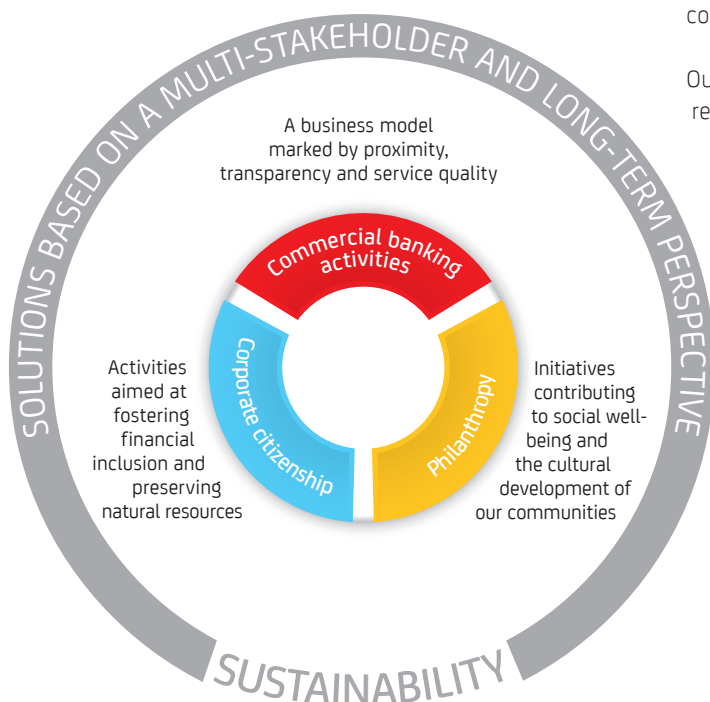 SOLUTIONS BASED ON A MULTI-STAKEHOLDER AND LONG-TERM PERSPECTIVE
A business model
marked by proximity,
transparency and service quality
Commercial banking
activities
Corporate citizenship
Philanthropy
Activities
aimed at
fostering
financial
inclusion and
preserving
natural resources
Initiatives
contributing
to social well-
being and
the cultural
development of
our communities
SUSTAINABILITY